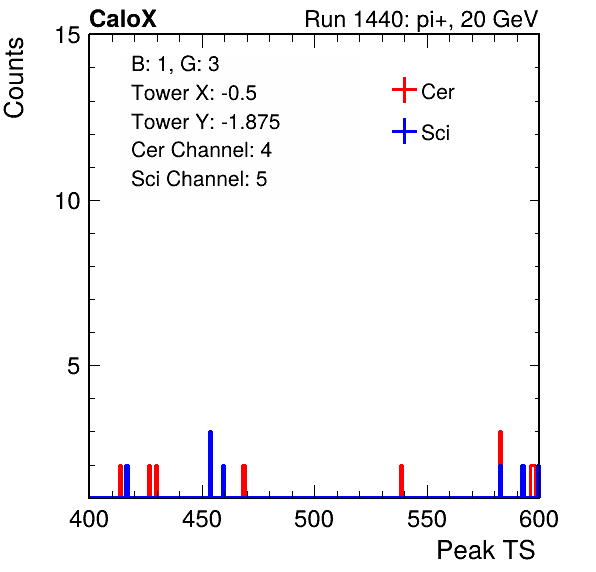 CaloX Run 1440: pi+, 20 GeV
Counts
15
10
5
B: 1, G: 3
Tower X: -0.5
Tower Y: -1.875
Cer Channel: 4
Sci Channel: 5
Cer
Sci
400 450 500 550 600
Peak TS